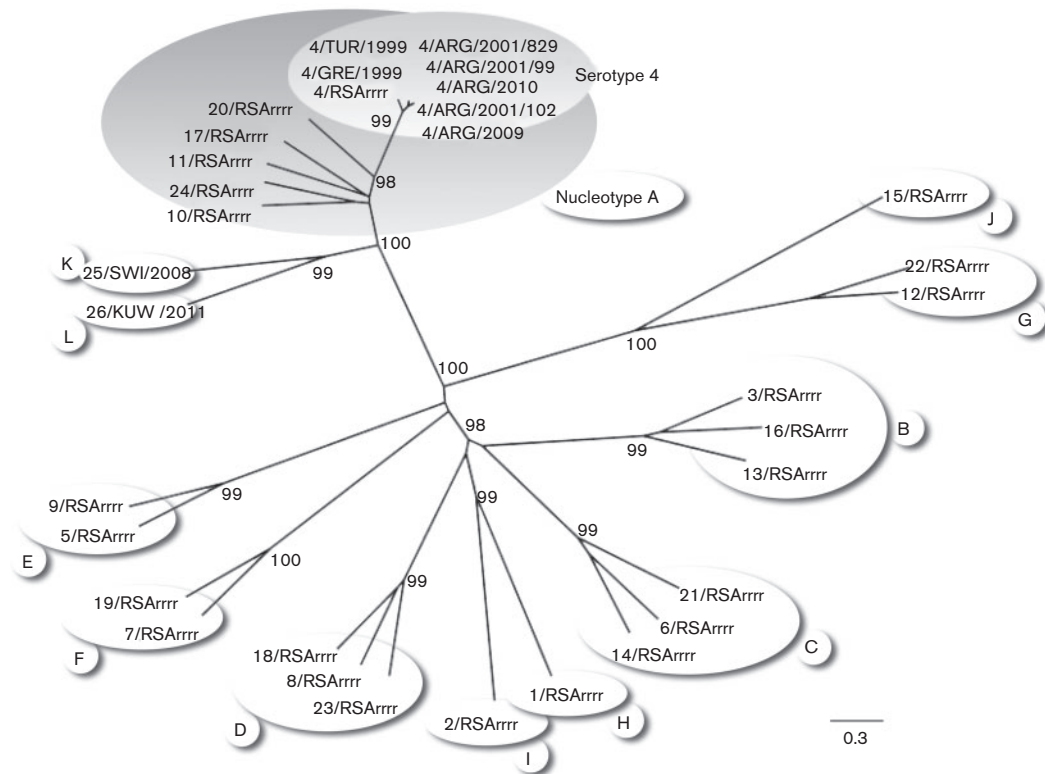 4/TUR/1999
4/ARG/2001/829
4/GRE/1999
4/ARG/2001/99
Serotype 4
4/RSArrrr
4/ARG/2010
20/RSArrrr
4/ARG/2001/102
99
4/ARG/2009
17/RSArrrr
11/RSArrrr
98
24/RSArrrr
Nucleotype A
15/RSArrrr
10/RSArrrr
J
100
K
25/SWI/2008
99
22/RSArrrr
12/RSArrrr
26/KUW /2011
G
L
100
100
3/RSArrrr
98
16/RSArrrr
B
99
13/RSArrrr
99
9/RSArrrr
99
5/RSArrrr
99
E
100
19/RSArrrr
99
21/RSArrrr
7/RSArrrr
6/RSArrrr
F
18/RSArrrr
14/RSArrrr
C
8/RSArrrr
1/RSArrrr
23/RSArrrr
2/RSArrrr
H
D
I
0.3